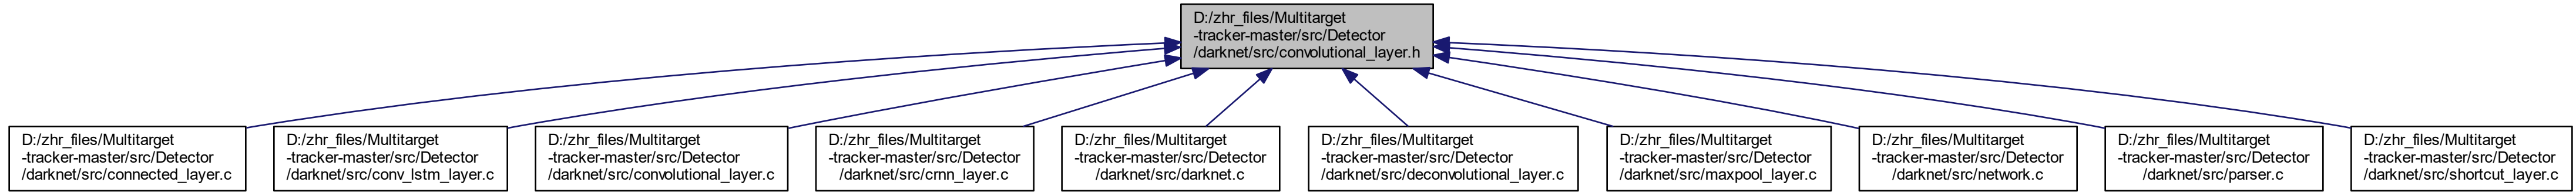 D:/zhr_files/Multitarget
-tracker-master/src/Detector
/darknet/src/convolutional_layer.h
D:/zhr_files/Multitarget
-tracker-master/src/Detector
/darknet/src/connected_layer.c
D:/zhr_files/Multitarget
-tracker-master/src/Detector
/darknet/src/conv_lstm_layer.c
D:/zhr_files/Multitarget
-tracker-master/src/Detector
/darknet/src/convolutional_layer.c
D:/zhr_files/Multitarget
-tracker-master/src/Detector
/darknet/src/crnn_layer.c
D:/zhr_files/Multitarget
-tracker-master/src/Detector
/darknet/src/darknet.c
D:/zhr_files/Multitarget
-tracker-master/src/Detector
/darknet/src/deconvolutional_layer.c
D:/zhr_files/Multitarget
-tracker-master/src/Detector
/darknet/src/maxpool_layer.c
D:/zhr_files/Multitarget
-tracker-master/src/Detector
/darknet/src/network.c
D:/zhr_files/Multitarget
-tracker-master/src/Detector
/darknet/src/parser.c
D:/zhr_files/Multitarget
-tracker-master/src/Detector
/darknet/src/shortcut_layer.c